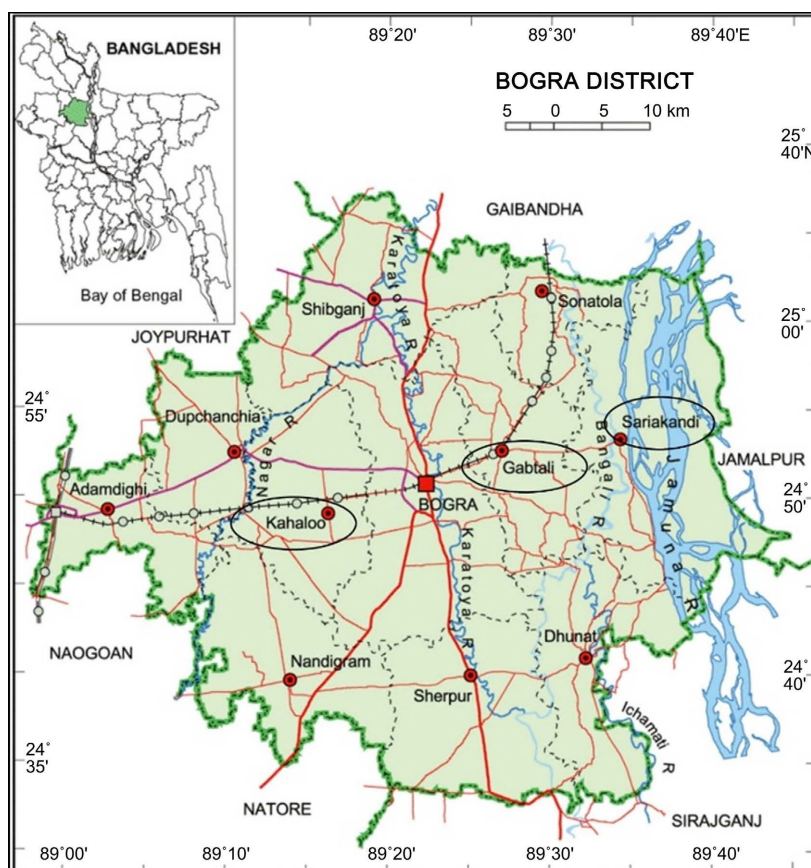 89˚20'
89˚30'
89˚40'E
BANGLADESH
Bay of Bengal
BOGRA DISTRICT
5 0 5 10 km
25˚
40'N
GAIBANDHA
Karatoya R
Shibganj
Sonatola
25˚
00'
JOYPURHAT
24˚
55'
Dupchanchia
Nagar R
Sariakandi
Bangal R
Gabtali
Jamuna R
JAMALPUR
Adamdighi
24˚
50'
BOGRA
Kahaloo
Karatoya R
NAOGOAN
Dhunat
Nandigram
Sherpur
24˚
40'
Ichamati R
24˚
35'
NATORE
SIRAJGANJ
89˚00'
89˚10'
89˚20'
89˚30'
89˚40'